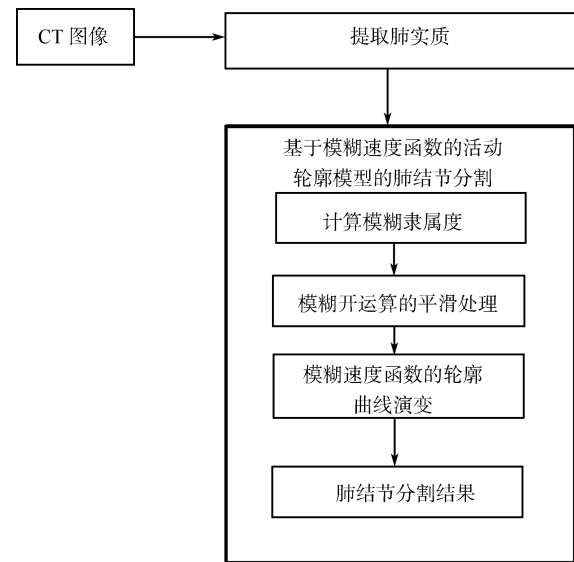 CT 图像
提取肺实质
基于模糊速度函数的活动
轮廓模型的肺结节分割
计算模糊隶属度
模糊开运算的平滑处理
模糊速度函数的轮廓
曲线演变
肺结节分割结果